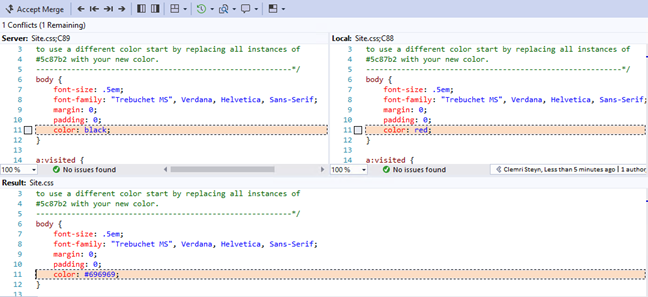 Accept Merge
1 Conflicts (1 Remaining)
Server: Site.css;C89
3 to use a different color start by replacing all instances of
4 #5c87b2 with your new color.
5 ----------------------------------------------------------*/
6 body {
7 font-size: .5em;
8 font-family: "Trebuchet MS", Verdana, Helvetica, Sans-Serif;
9 margin: 0;
10 padding: 0;
11 color: black;
12 }
13
14 a:visited {
100 % No issues found
Local: Site.css;C88
3 to use a different color start by replacing all instances of
4 #5c87b2 with your new color.
5 ----------------------------------------------------------*/
6 body {
7 font-size: .5em;
8 font-family: "Trebuchet MS", Verdana, Helvetica, Sans-Serif;
9 margin: 0;
10 padding: 0;
11 color: red;
12 }
13
14 a:visited {
100 % No issues found Clemri Steyn, Less than 5 minutes ago | 1 author
Result: Site.css
3 to use a different color start by replacing all instances of
4 #5c87b2 with your new color.
5 ----------------------------------------------------------*/
6 body {
7 font-size: .5em;
8 font-family: "Trebuchet MS", Verdana, Helvetica, Sans-Serif;
9 margin: 0;
10 padding: 0;
11 color: #696969;
12 }